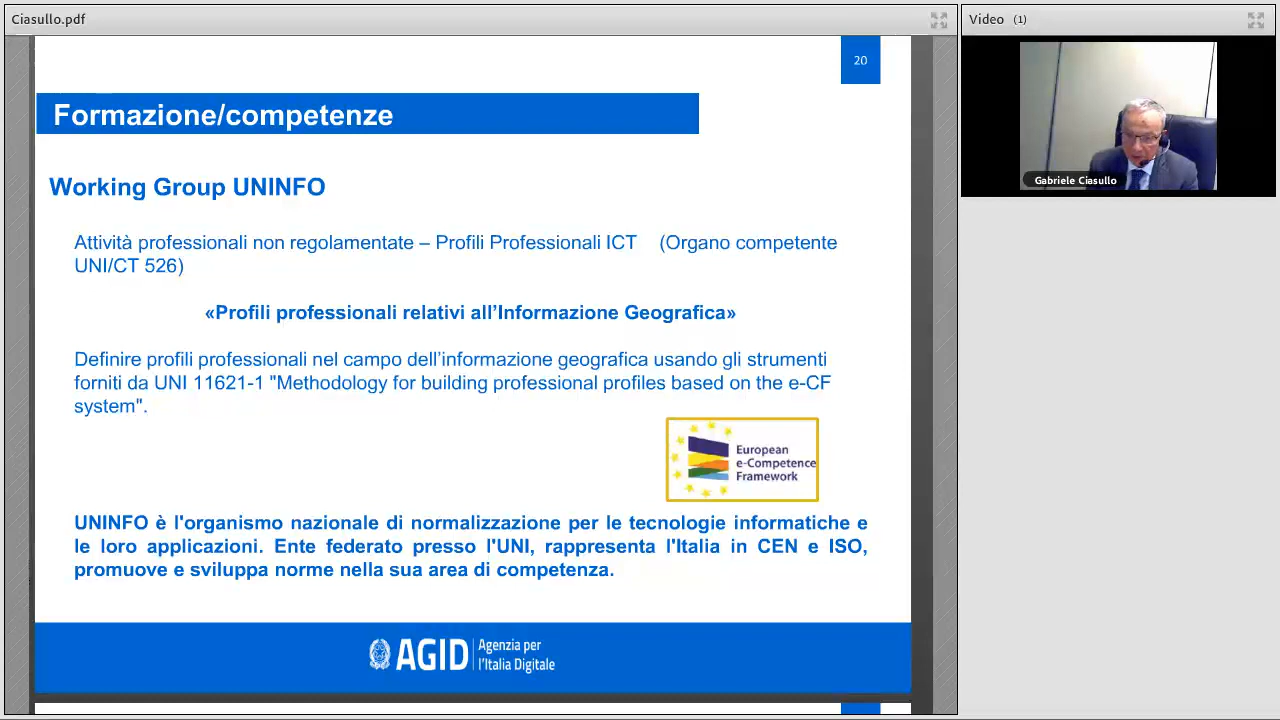 Ciasullo.pdf
Video (1)
20
Formazione/competenze
Gabriele Ciasullo
Working Group UNINFO
Attività professionali non regolamentate – Profili Professionali ICT (Organo competente
UNI/CT 526)
«Profili professionali relativi all’Informazione Geografica»
Definire profili professionali nel campo dell’informazione geografica usando gli strumenti
forniti da UNI 11621-1 "Methodology for building professional profiles based on the e-CF
system".
European
e-Competence
Framework
UNINFO è l'organismo nazionale di normalizzazione per le tecnologie informatiche e
le loro applicazioni. Ente federato presso l'UNI, rappresenta l'Italia in CEN e ISO,
promuove e sviluppa norme nella sua area di competenza.
AGID Agenzia per
l’Italia Digitale